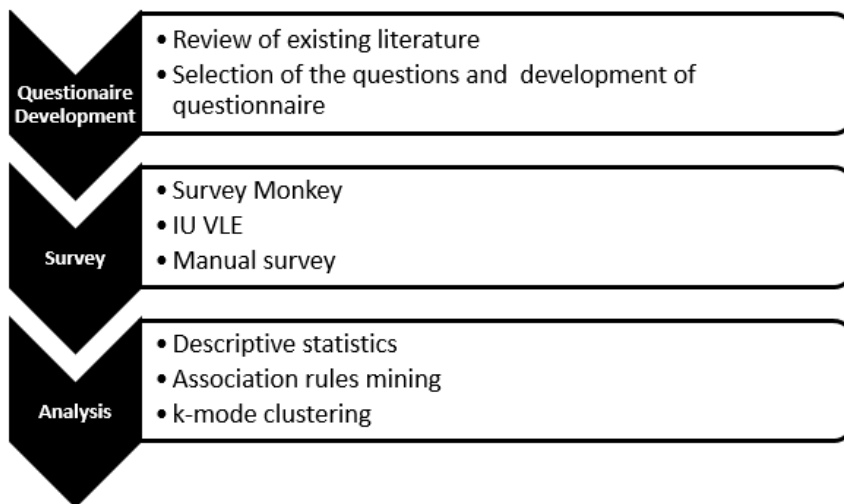 Questionaire
Development
• Review of existing literature
• Selection of the questions and development of
questionnaire
Survey
• Survey Monkey
• IU VLE
• Manual survey
Analysis
• Descriptive statistics
• Association rules mining
• k-mode clustering